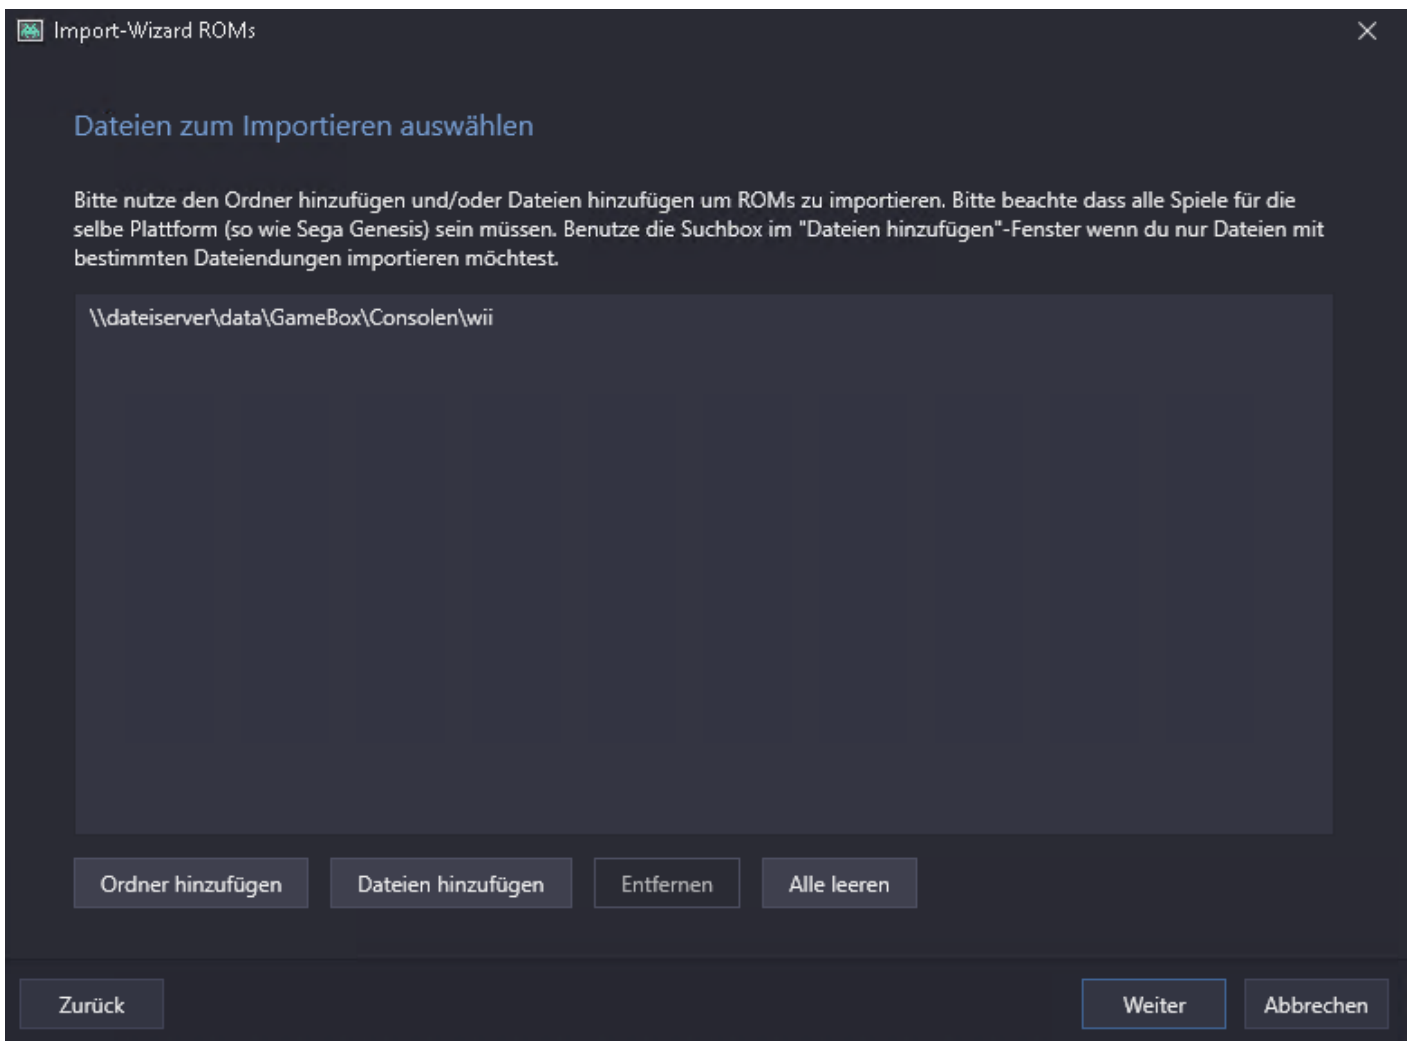 Import-Wizard ROMs
Dateien zum Importieren auswählen
Bitte nutze den Ordner hinzufügen und/oder Dateien hinzufügen um ROMs zu importieren. Bitte beachte dass alle Spiele für die
selbe Plattform (so wie Sega Genesis) sein müssen. Benutze die Suchbox im "Dateien hinzufügen"-Fenster wenn du nur Dateien mit
bestimmten Dateiendungen importieren möchtest.
\\dateiserver\data\GameBox\Consolen\wii
Ordner hinzufügen
Dateien hinzufügen
Entfernen
Alle leeren
Zurück
Weiter
Abbrechen